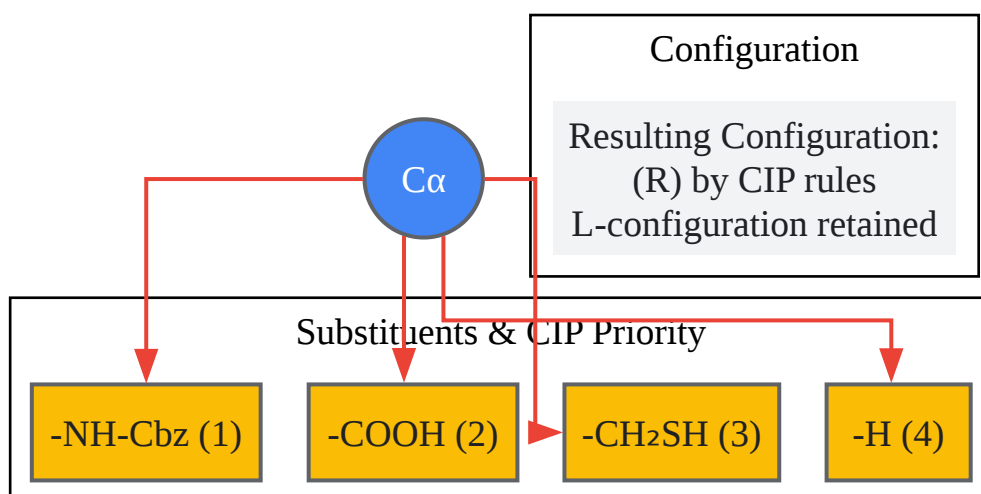 Configuration
Resulting Configuration:
(R) by CIP rules
L-configuration retained
Cα
Substituents & CIP Priority
-NH-Cbz (1)
-COOH (2)
-CH₂SH (3)
-H (4)